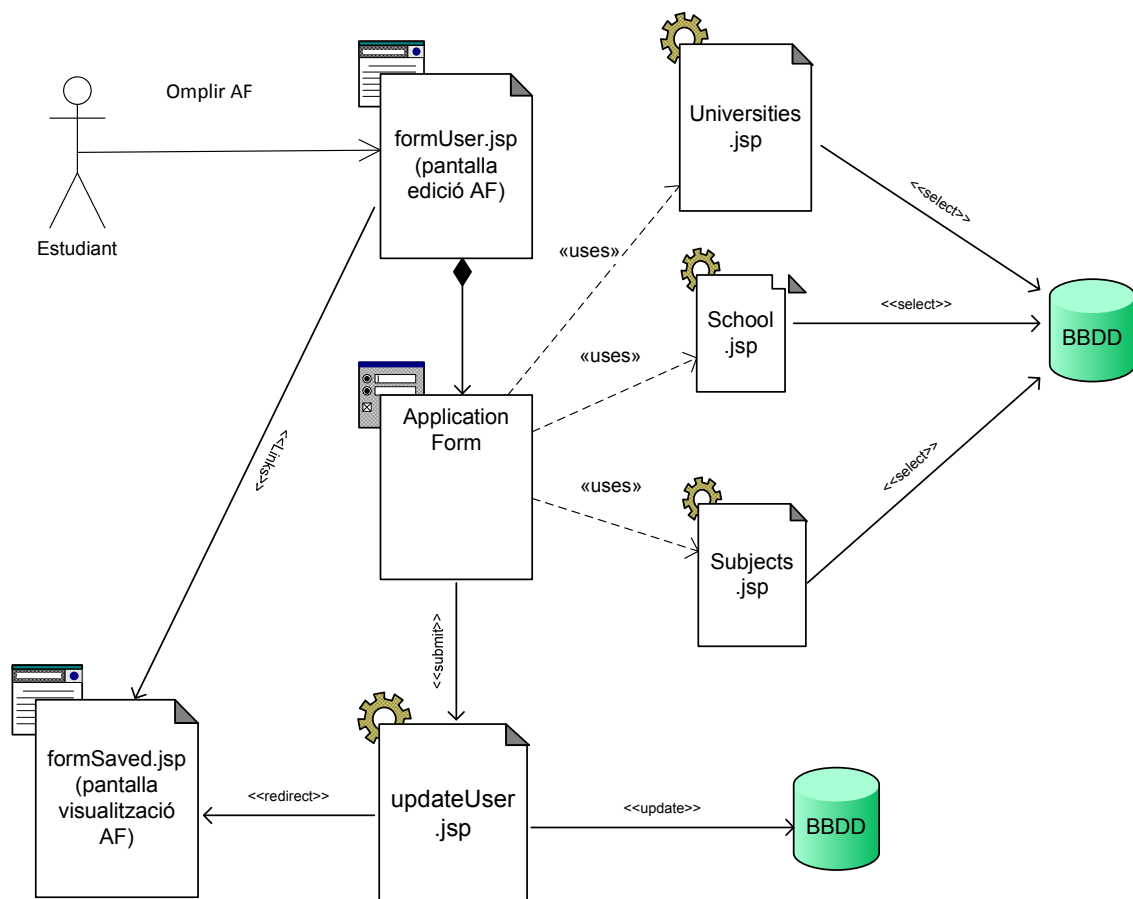 Omplir AF
Estudiant
formUser.jsp
(pantalla
edició AF)
Universities
.jsp
<<select>>
«uses»
School
.jsp
<<select>>
BBDD
«uses»
Application
Form
<<Links>>
«uses»
<<select>>
Subjects
.jsp
<<submit>>
formSaved.jsp
(pantalla
visualització
AF)
<<redirect>>
updateUser
.jsp
<<update>>
BBDD